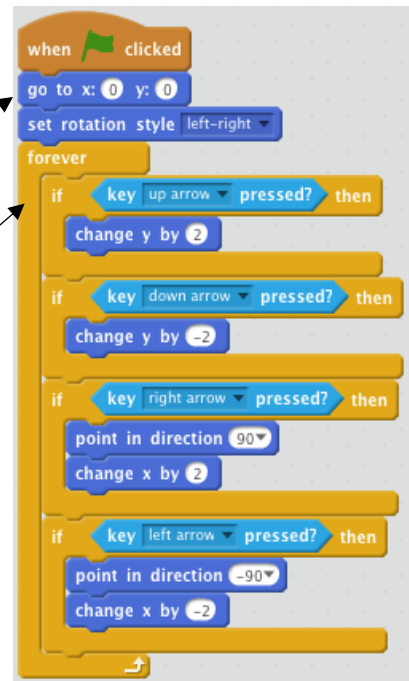 when clicked
go to x: 0 y: 0
set rotation style left-right
forever
if key up arrow pressed? then
change y by 2
if key down arrow pressed? then
change y by -2
if key right arrow pressed? then
point in direction 90
change x by 2
if key left arrow pressed? then
point in direction -90
change x by -2